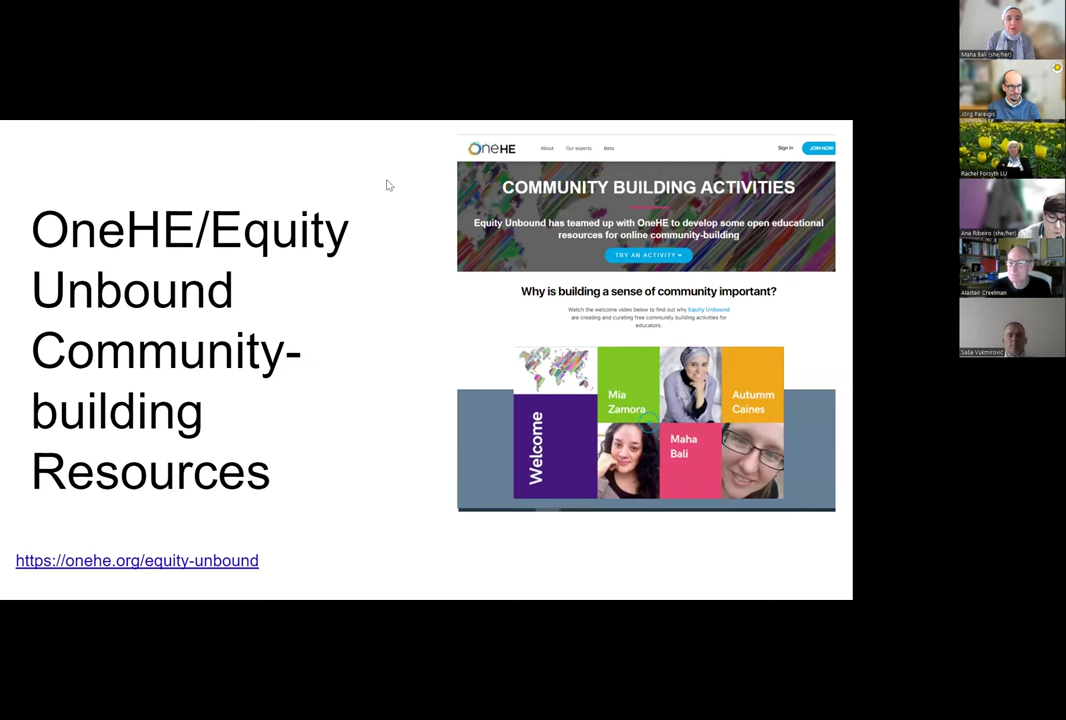 OneHE/Equity
Unbound
Community-
building
Resources
https://onehe.org/equity-unbound
OneHE
About
Our experts
Beta
Sign in
JOIN NOW
COMMUNITY BUILDING ACTIVITIES
Equity Unbound has teamed up with OneHE to develop some open educational
resources for online community-building
TRY AN ACTIVITY
Why is building a sense of community important?
Watch the welcome video below to find out why Equity Unbound
are creating and curating free community building activities for
educators.
Welcome
Mia
Zamora
Maha
Bali
Autumm
Caines
Maha Bali (she/her)
Jörg Pareigis
Rachel Forsyth LU
Ana Ribeiro (she/her)
Alastair Creelman
Saša Vukmirović